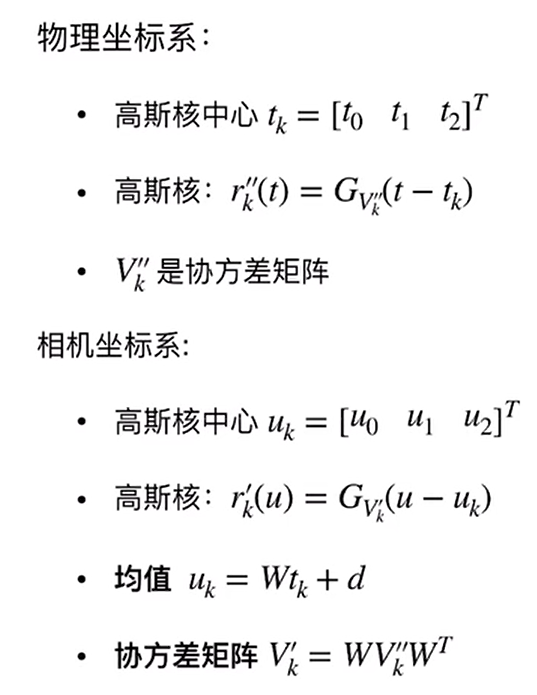 物理坐标系：
• 高斯核中心 $t_k = [t_0 \quad t_1 \quad t_2]^T$
• 高斯核：$r_k''(t) = G_{V_k''}(t - t_k)$
• $V_k''$ 是协方差矩阵
相机坐标系:
• 高斯核中心 $u_k = [u_0 \quad u_1 \quad u_2]^T$
• 高斯核：$r_k'(u) = G_{V_k'}(u - u_k)$
• 均值 $u_k = Wt_k + d$
• 协方差矩阵 $V_k' = WV_k''W^T$